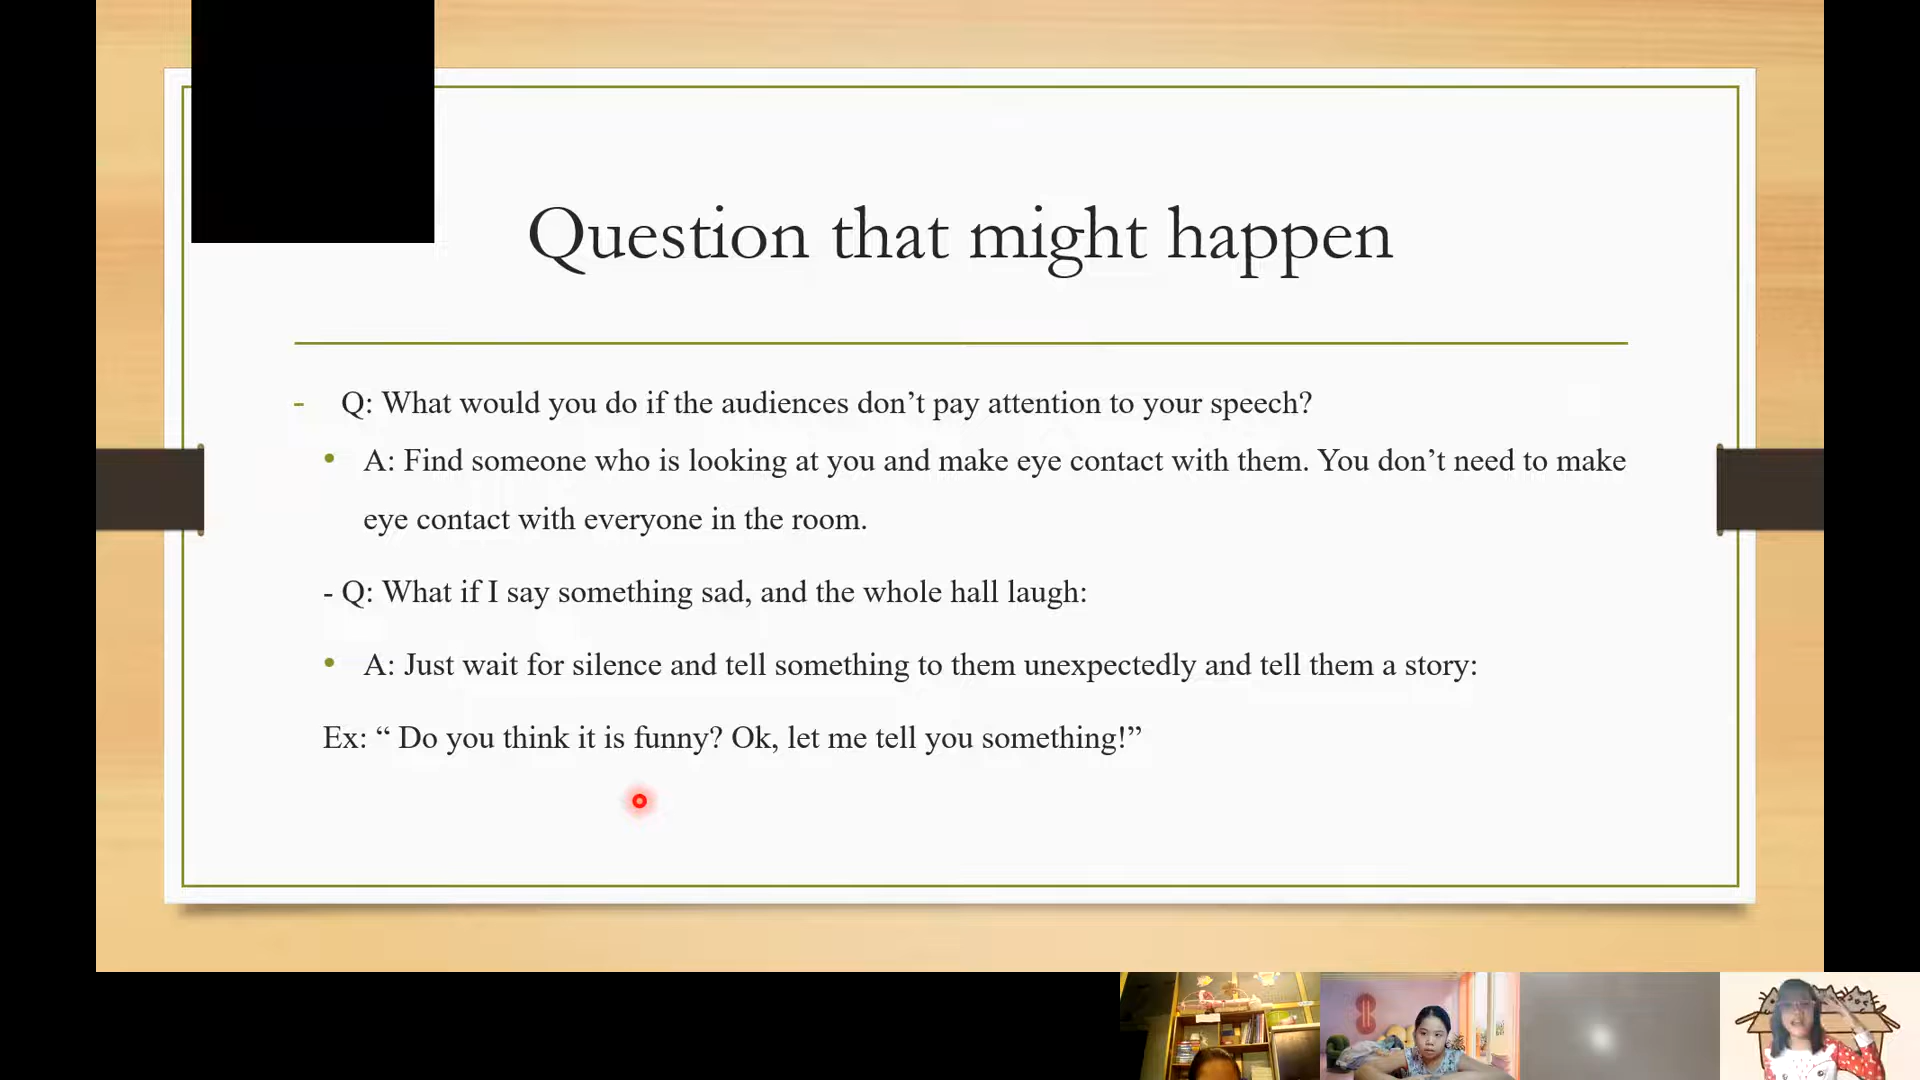 Question that might happen
- Q: What would you do if the audiences don’t pay attention to your speech?
• A: Find someone who is looking at you and make eye contact with them. You don’t need to make
eye contact with everyone in the room.
- Q: What if I say something sad, and the whole hall laugh:
• A: Just wait for silence and tell something to them unexpectedly and tell them a story:
Ex: “ Do you think it is funny? Ok, let me tell you something!”